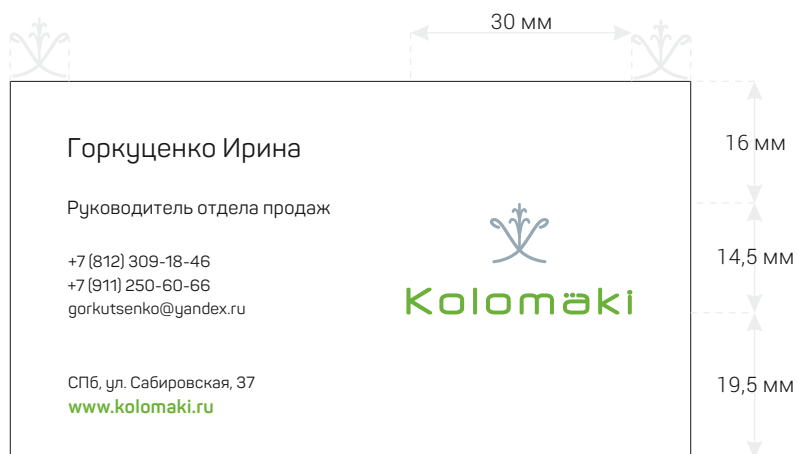 30 мм
Горкуценко Ирина
16 мм
Руководитель отдела продаж
+7 (812) 309-18-46
+7 (911) 250-60-66
gorkutsenko@yandex.ru
14,5 мм
Kolomäki
СПб, ул. Сабировская, 37
www.kolomaki.ru
19,5 мм